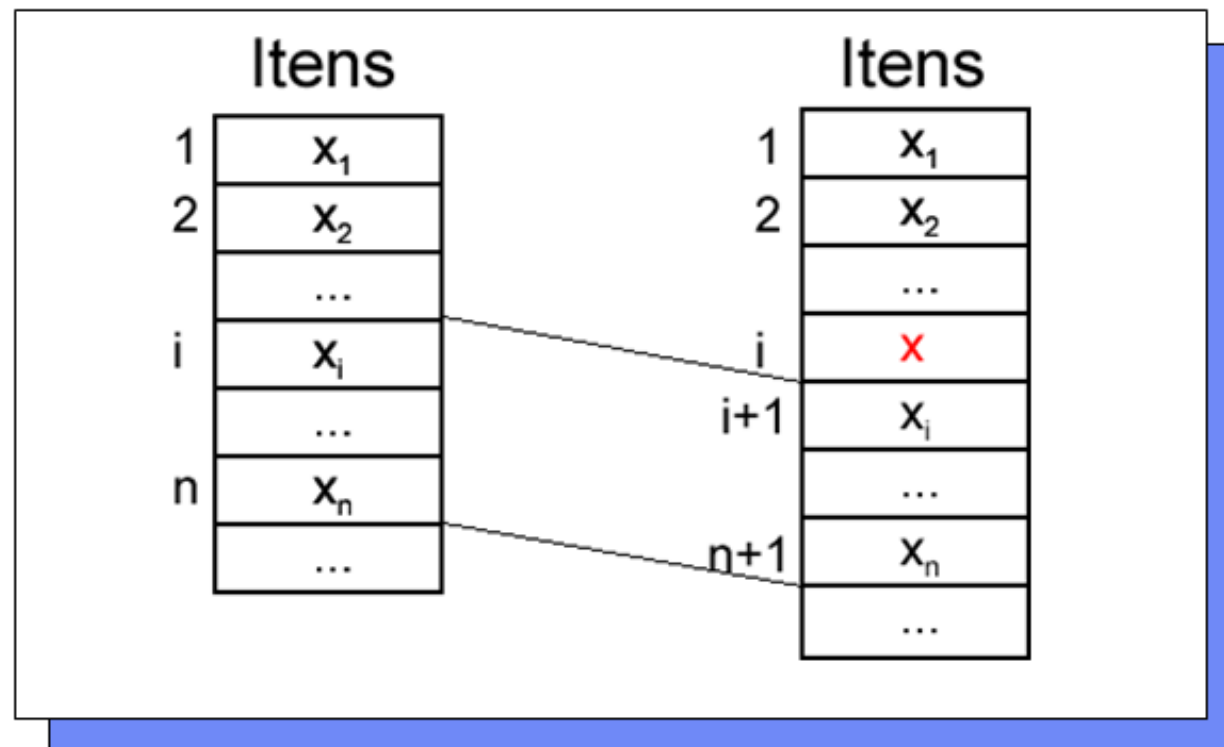 Itens
1 x₁
2 x₂
...
i xᵢ
...
n xₙ
...
Itens
1 x₁
2 x₂
...
i x
i+1 xᵢ
...
n+1 xₙ
...